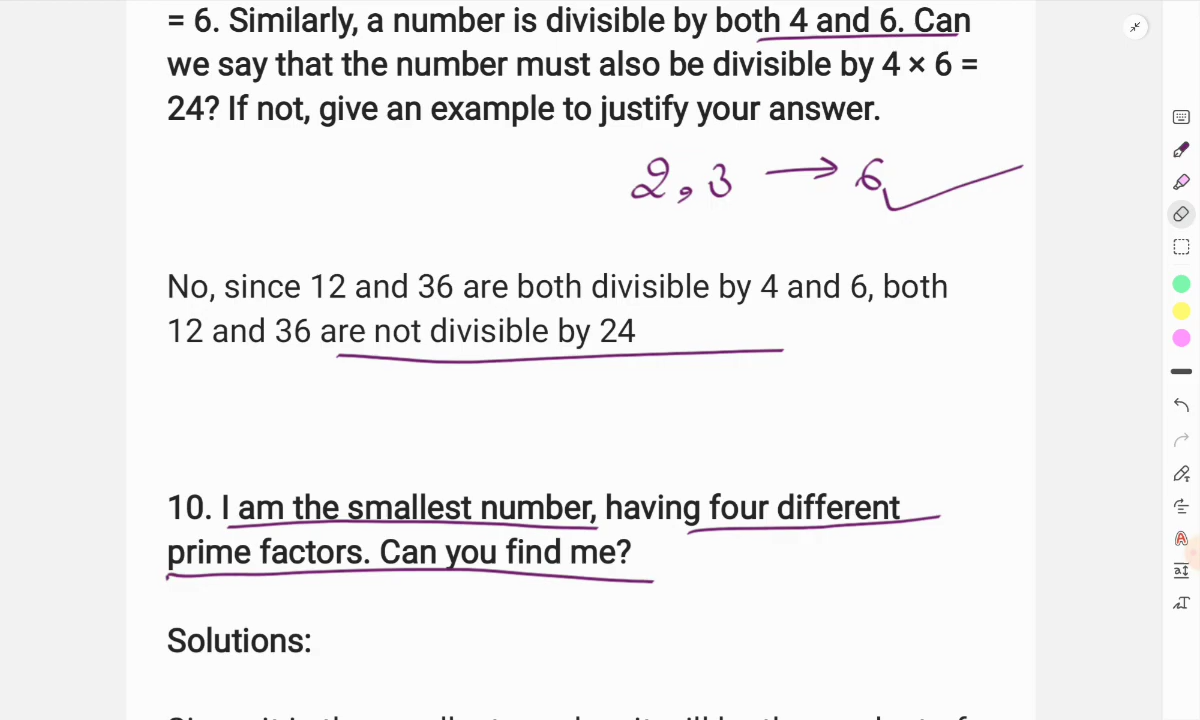 = 6. Similarly, a number is divisible by both 4 and 6. Can
we say that the number must also be divisible by 4 × 6 =
24? If not, give an example to justify your answer.
2, 3 → 6
No, since 12 and 36 are both divisible by 4 and 6, both
12 and 36 are not divisible by 24
10. I am the smallest number, having four different
prime factors. Can you find me?
Solutions: